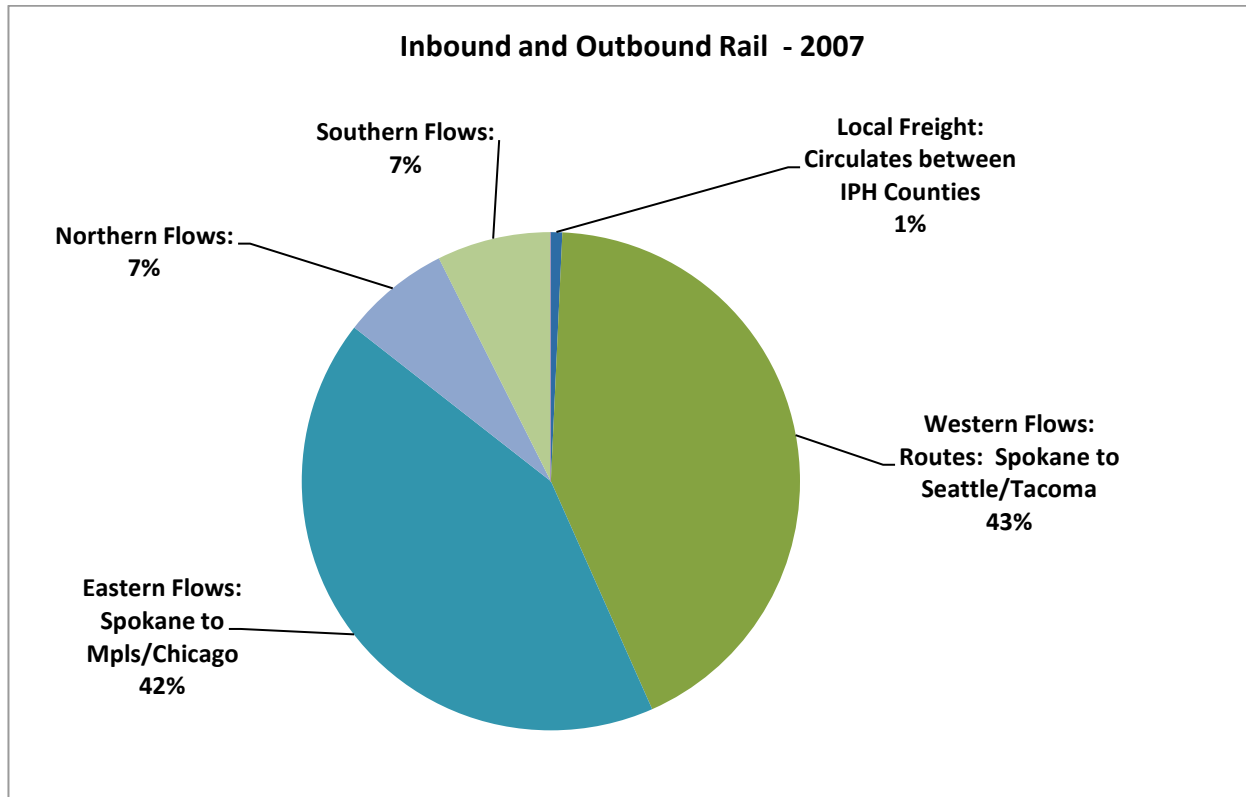 Inbound and Outbound Rail - 2007
Southern Flows:
7%
Local Freight:
Circulates between
IPH Counties
1%
Northern Flows:
7%
Western Flows:
Routes: Spokane to
Seattle/Tacoma
43%
Eastern Flows:
Spokane to
Mpls/Chicago
42%